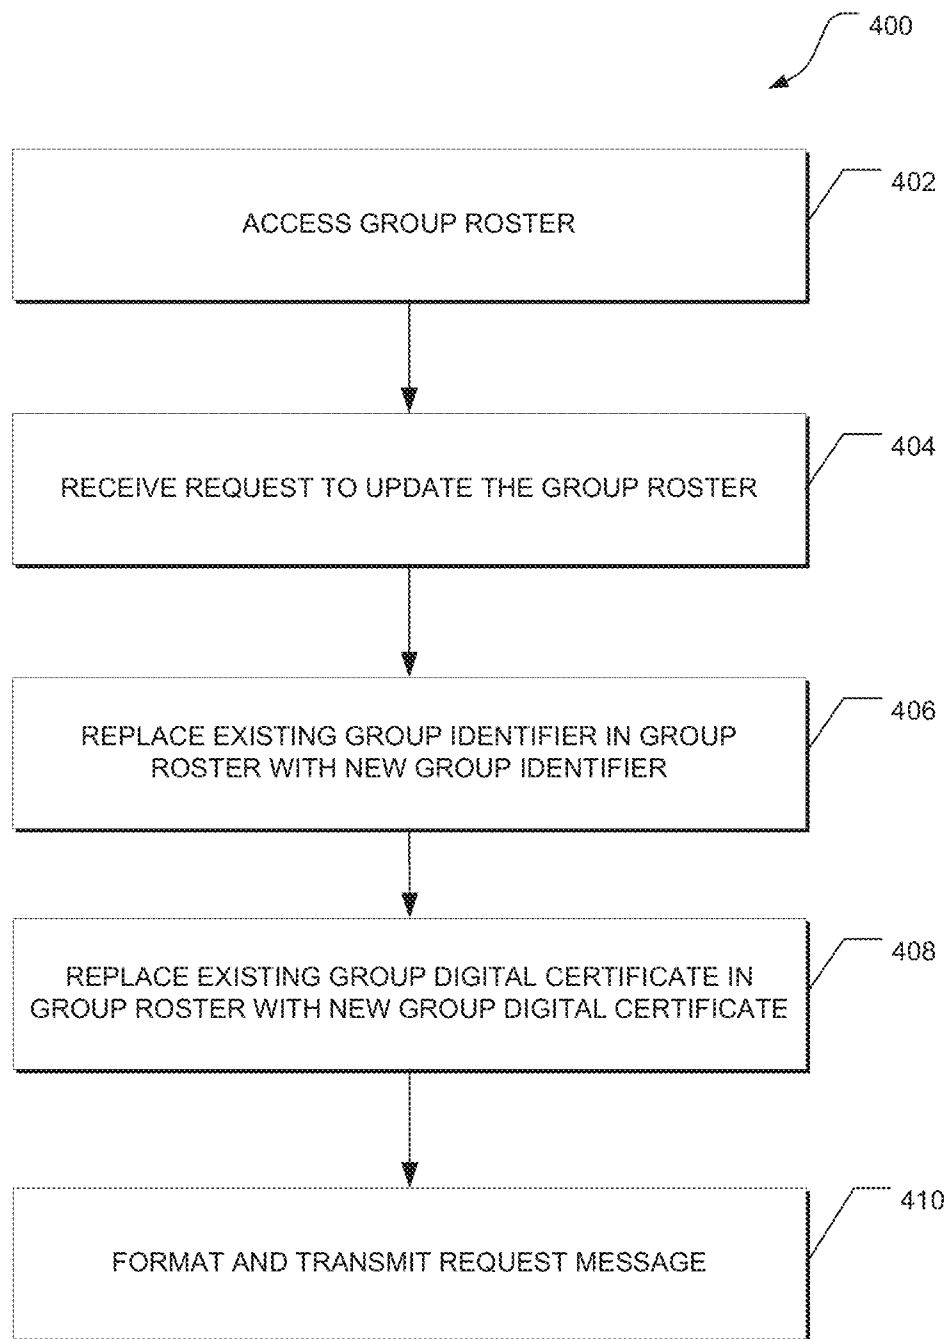 400
ACCESS GROUP ROSTER
402
RECEIVE REQUEST TO UPDATE THE GROUP ROSTER
404
REPLACE EXISTING GROUP IDENTIFIER IN GROUP
ROSTER WITH NEW GROUP IDENTIFIER
406
REPLACE EXISTING GROUP DIGITAL CERTIFICATE IN
GROUP ROSTER WITH NEW GROUP DIGITAL CERTIFICATE
408
FORMAT AND TRANSMIT REQUEST MESSAGE
410